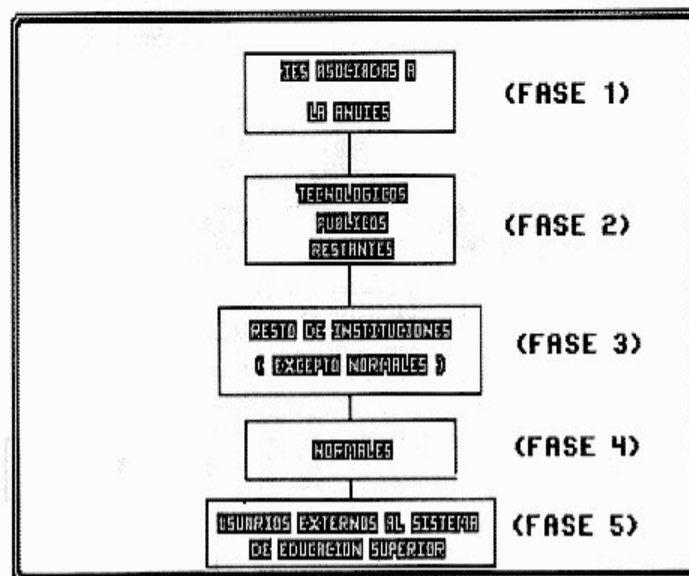 IES ASOCIADAS A
LA ANUIES
(FASE 1)
TECNOLOGICOS
PUBLICOS
RESTANTES
(FASE 2)
RESTO DE INSTITUCIONES
( EXCEPTO NORMALES )
(FASE 3)
NORMALES
(FASE 4)
USUARIOS EXTERNOS AL SISTEMA
DE EDUCACION SUPERIOR
(FASE 5)